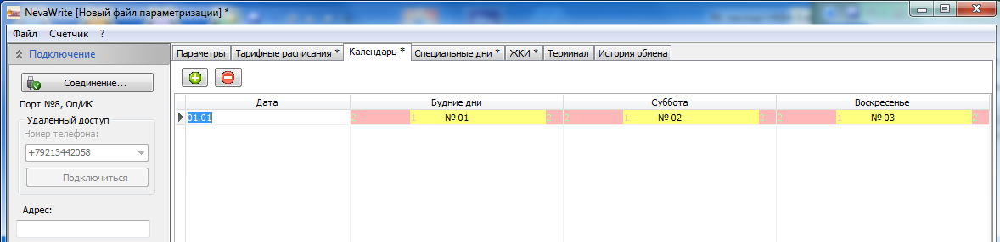 NevaWrite [Новый файл параметризации] *
Файл Счетчик ?
Подключение
Параметры Тарифные расписания * Календарь * Специальные дни * ЖКИ * Терминал История обмена
Соединение...
Порт №8, Оп/ИК
Удаленный доступ
Номер телефона:
+79213442058
Подключиться
Адрес:
Дата Будние дни Суббота Воскресенье
01.01 2 1 № 01 2 2 1 № 02 2 2 1 № 03 2